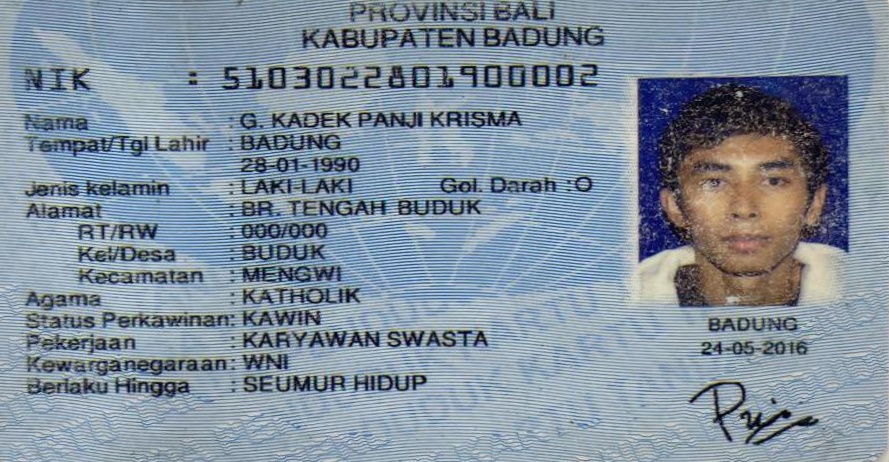 PROVINSI BALI
KABUPATEN BADUNG
NIK : 5103022801900002
Nama : G. KADEK PANJI KRISMA
Tempat/Tgl Lahir : BADUNG
28-01-1990
Jenis kelamin : LAKI-LAKI Gol. Darah :O
Alamat : BR. TENGAH BUDUK
RT/RW : 000/000
Kel/Desa : BUDUK
Kecamatan : MENGWI
Agama : KATHOLIK
Status Perkawinan: KAWIN
Pekerjaan : KARYAWAN SWASTA
Kewarganegaraan: WNI
Berlaku Hingga : SEUMUR HIDUP
BADUNG
24-05-2016